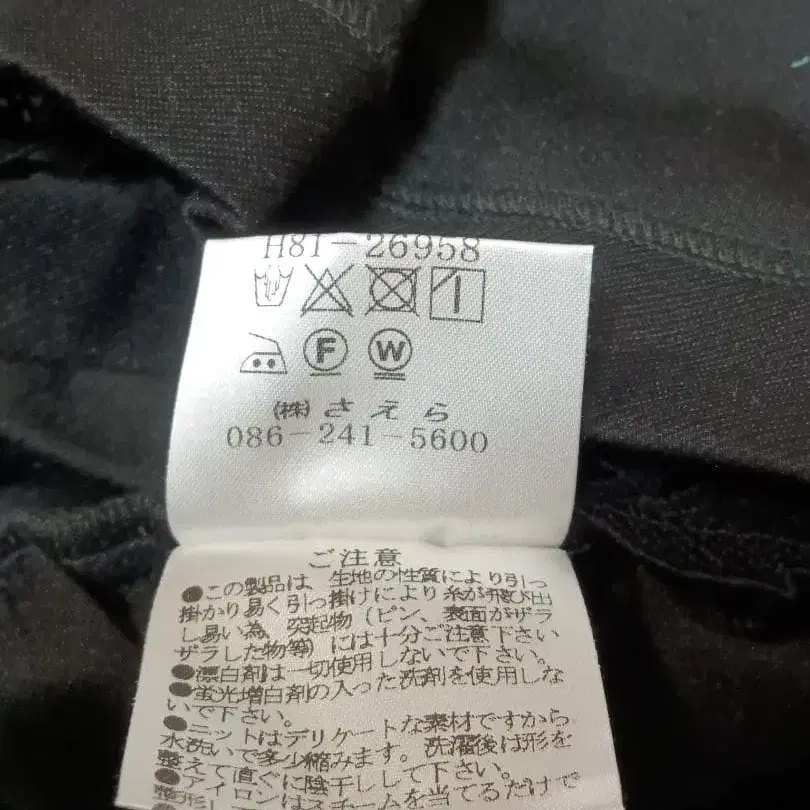 H81-26958
F W
(株)さえら
086-241-5600
ご注意
●この製品は、生地の性質により引っ
掛かり易く引っ掛けにより糸が飛び出
し易い為、突起物(ピン、表面がザラ
ザラした物等)には十分ご注意下さい
●漂白剤は一切使用しないで下さい。
●蛍光増白剤の入った洗剤を使用しな
いで下さい。
●ニットはデリケートな素材ですから
水洗いで多少縮みます。洗濯後は形を
整えて直ぐに陰干しして下さい。
●アイロンはスチームを当てるだけで
整形し